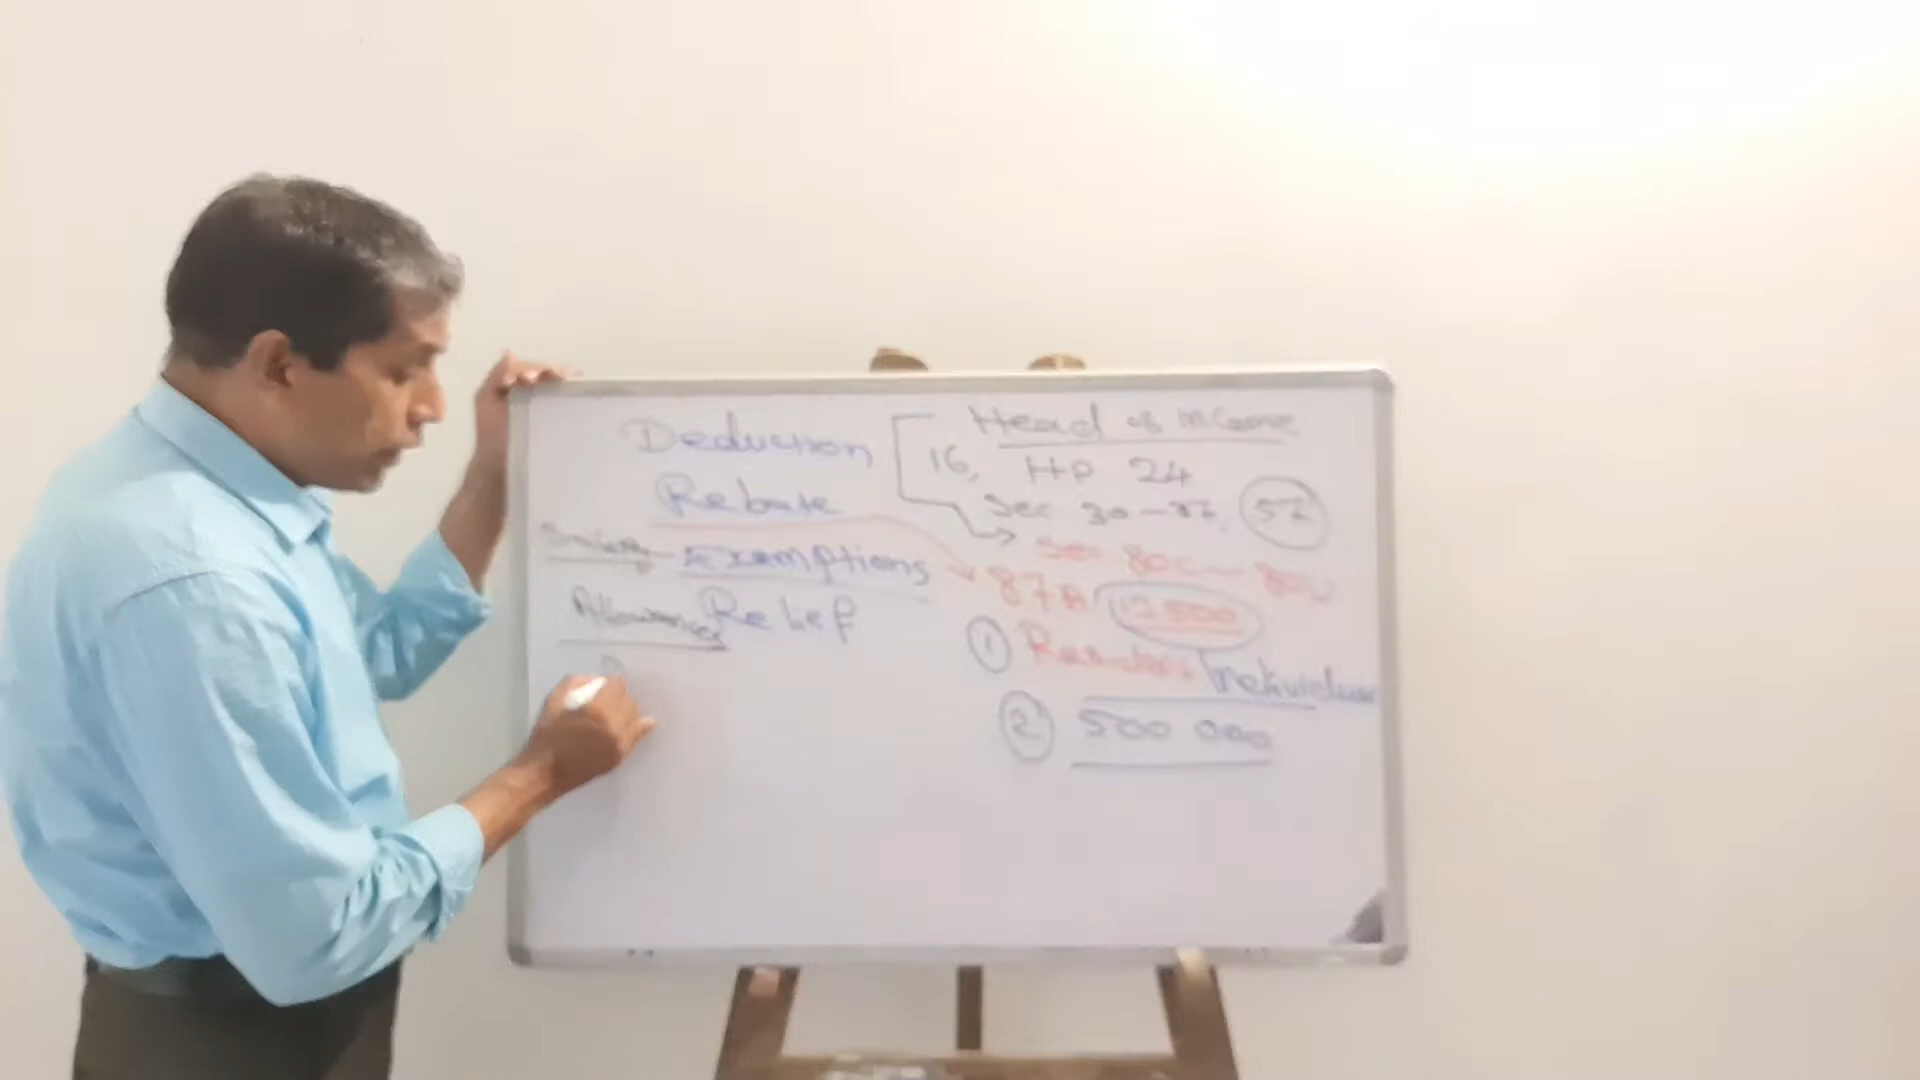 Deduction
Rebate
Exemptions
Allowances Relief
Head of Income
16, HP 24
Sec 30-37, 57
Sec 80C - 80U
87A 12500
1 Resident Individual
2 500 000